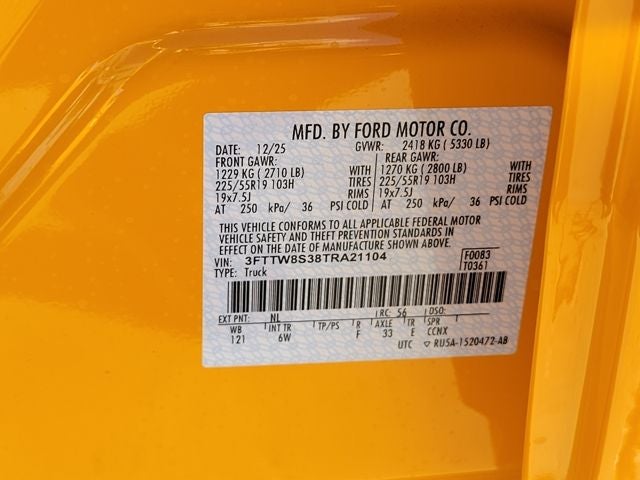 MFD. BY FORD MOTOR CO.
DATE: 12/25 GVWR: 2418 KG ( 5330 LB)
FRONT GAWR: REAR GAWR:
1229 KG ( 2710 LB) WITH 1270 KG ( 2800 LB) WITH
225/55R19 103H TIRES 225/55R19 103H TIRES
19x7.5J RIMS 19x7.5J RIMS
AT 250 kPa/ 36 PSI COLD AT 250 kPa/ 36 PSI COLD
THIS VEHICLE CONFORMS TO ALL APPLICABLE FEDERAL MOTOR
VEHICLE SAFETY AND THEFT PREVENTION STANDARDS IN
EFFECT ON THE DATE OF MANUFACTURE SHOWN ABOVE.
VIN: 3FTTW8S38TRA21104 F0083
TYPE: Truck T0361
EXT PNT: NL RC: 56 DSO:
WB INT TR TP/PS R AXLE TR SPR
121 6W F 33 E CCNX
UTC ▽ RU5A-1520472-AB